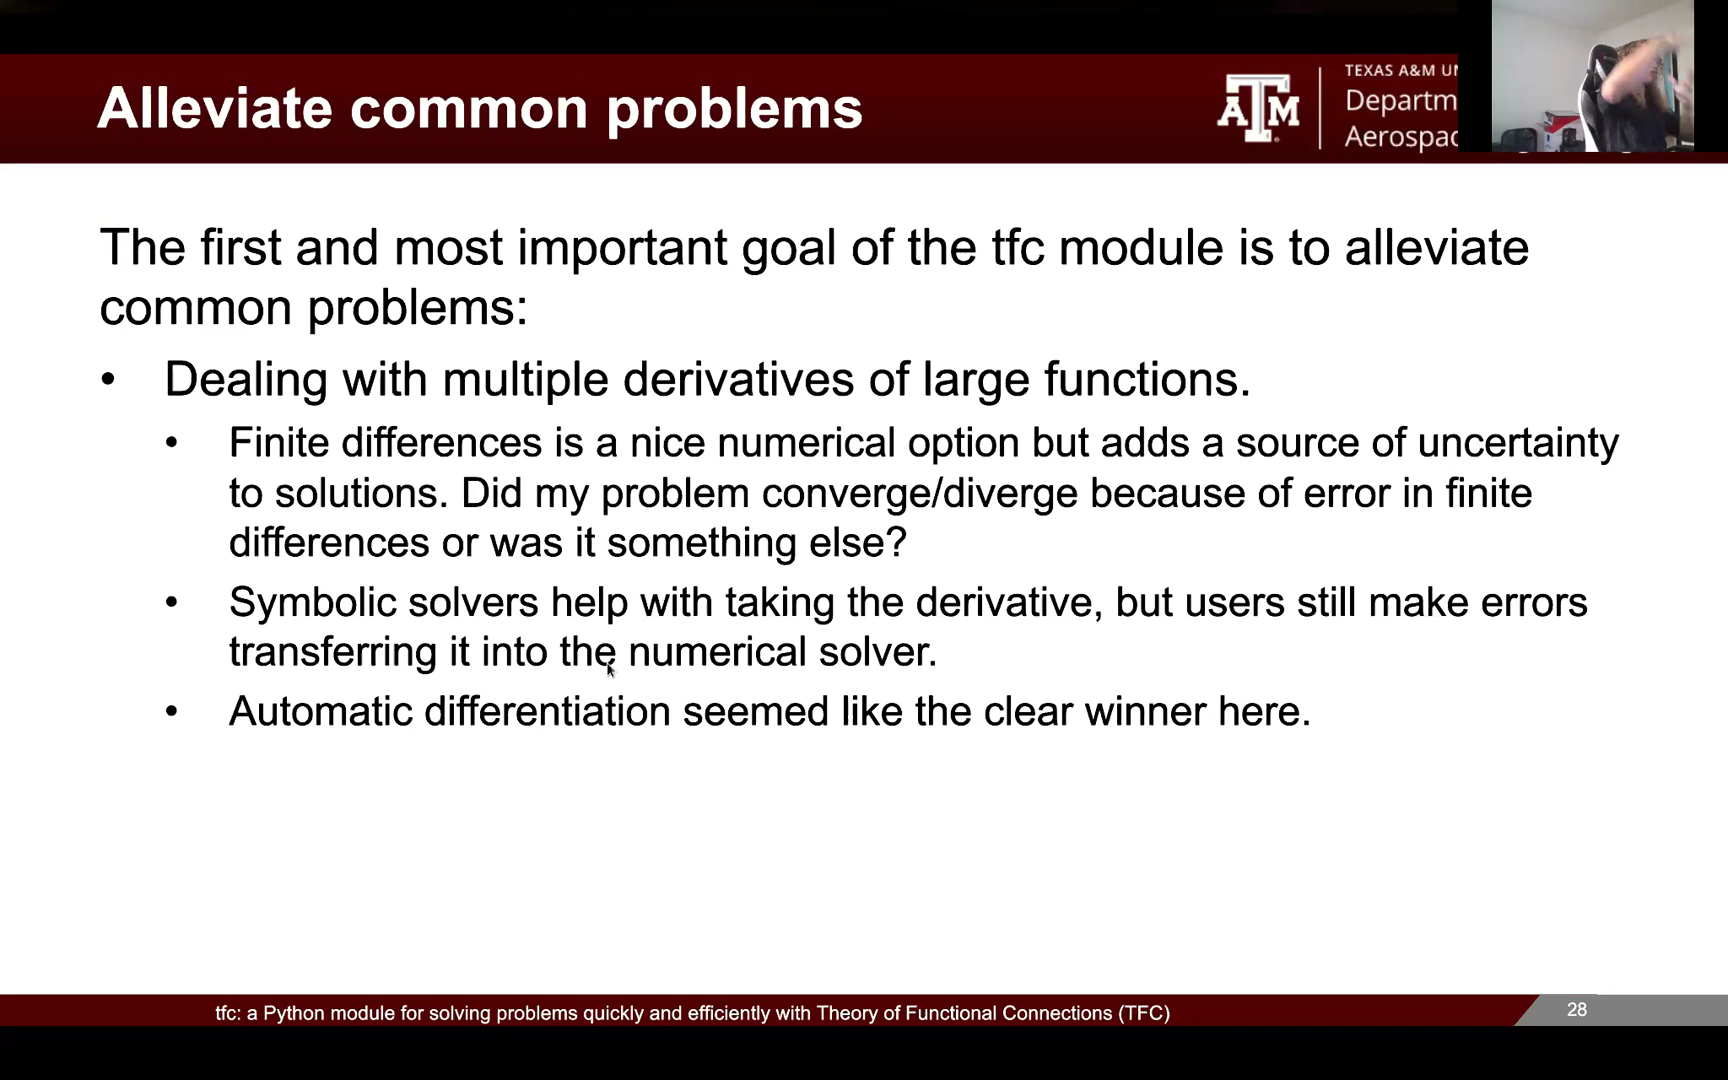 Alleviate common problems
ATM
TEXAS A&M
Departm
Aerospac
The first and most important goal of the tfc module is to alleviate
common problems:
• Dealing with multiple derivatives of large functions.
• Finite differences is a nice numerical option but adds a source of uncertainty
to solutions. Did my problem converge/diverge because of error in finite
differences or was it something else?
• Symbolic solvers help with taking the derivative, but users still make errors
transferring it into the numerical solver.
• Automatic differentiation seemed like the clear winner here.
tfc: a Python module for solving problems quickly and efficiently with Theory of Functional Connections (TFC)
28